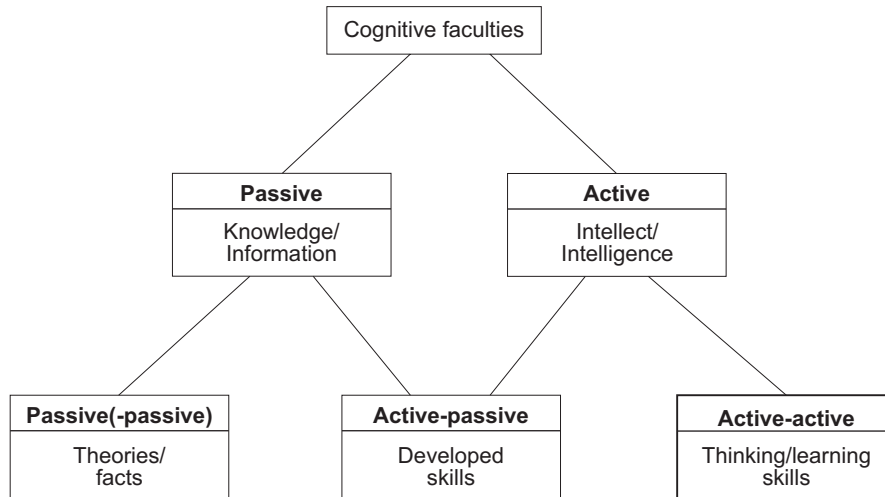 Cognitive faculties
Passive
Knowledge/
Information
Active
Intellect/
Intelligence
Passive(-passive)
Theories/
facts
Active-passive
Developed
skills
Active-active
Thinking/learning
skills